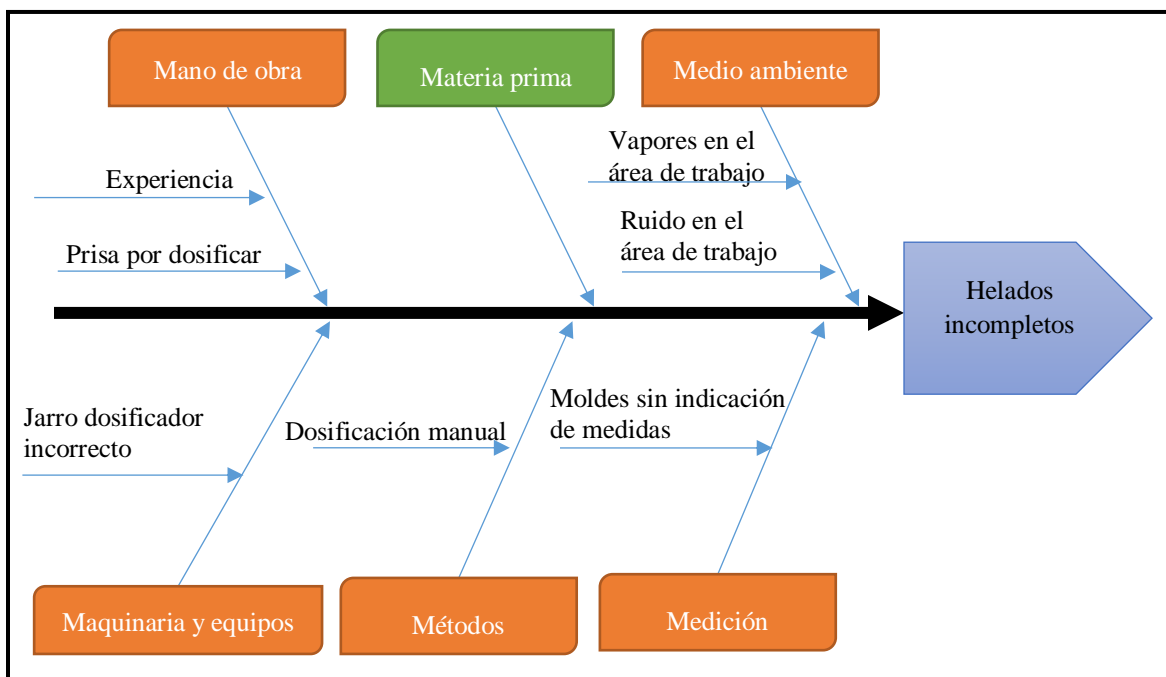 Mano de obra
Materia prima
Medio ambiente
Experiencia
Prisa por dosificar
Vapores en el
área de trabajo
Ruido en el
área de trabajo
Helados
incompletos
Jarro dosificador
incorrecto
Dosificación manual
Moldes sin indicación
de medidas
Maquinaria y equipos
Métodos
Medición